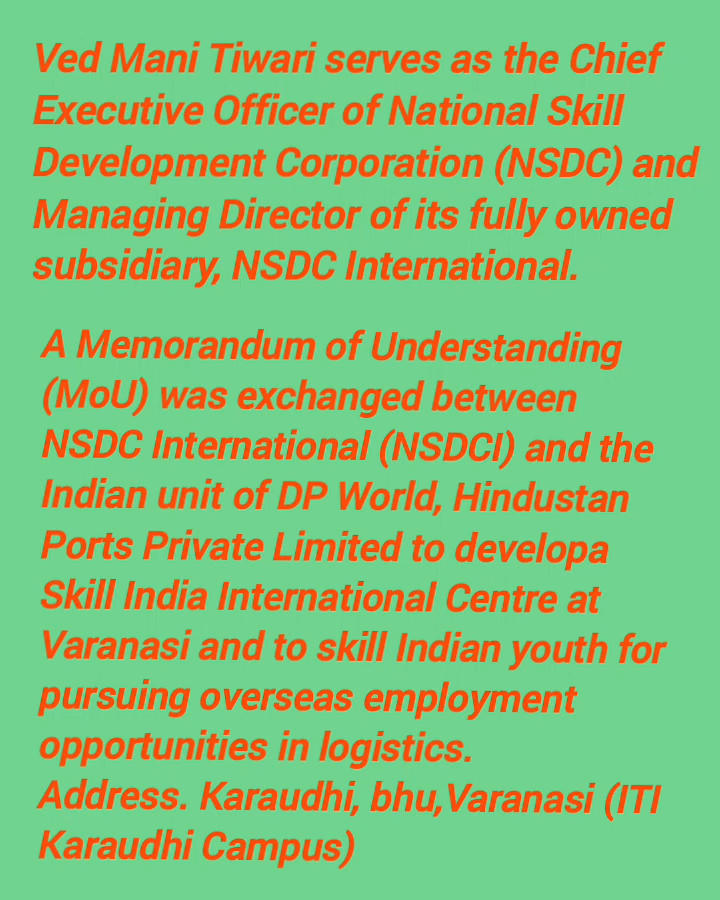 Ved Mani Tiwari serves as the Chief
Executive Officer of National Skill
Development Corporation (NSDC) and
Managing Director of its fully owned
subsidiary, NSDC International.
A Memorandum of Understanding
(MoU) was exchanged between
NSDC International (NSDCI) and the
Indian unit of DP World, Hindustan
Ports Private Limited to developa
Skill India International Centre at
Varanasi and to skill Indian youth for
pursuing overseas employment
opportunities in logistics.
Address. Karaudhi, bhu,Varanasi (ITI
Karaudhi Campus)